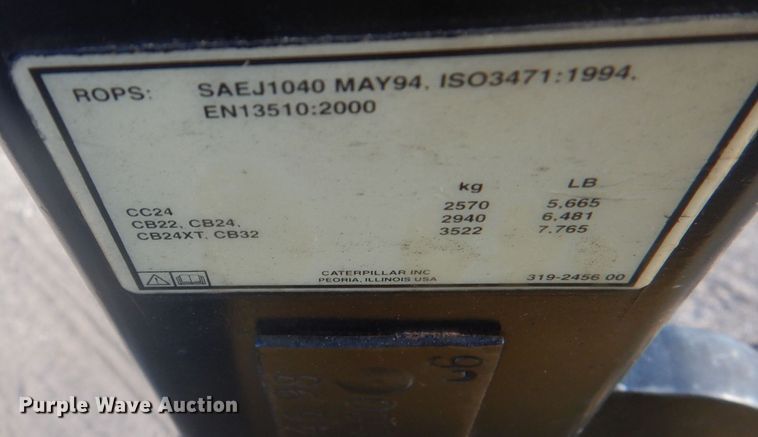 ROPS: SAEJ1040 MAY94, ISO3471:1994,
EN13510:2000
kg LB
CC24 2570 5,665
CB22, CB24, 2940 6,481
CB24XT, CB32 3522 7,765
CATERPILLAR INC
PEORIA, ILLINOIS USA
319-2456 00
Purple Wave Auction